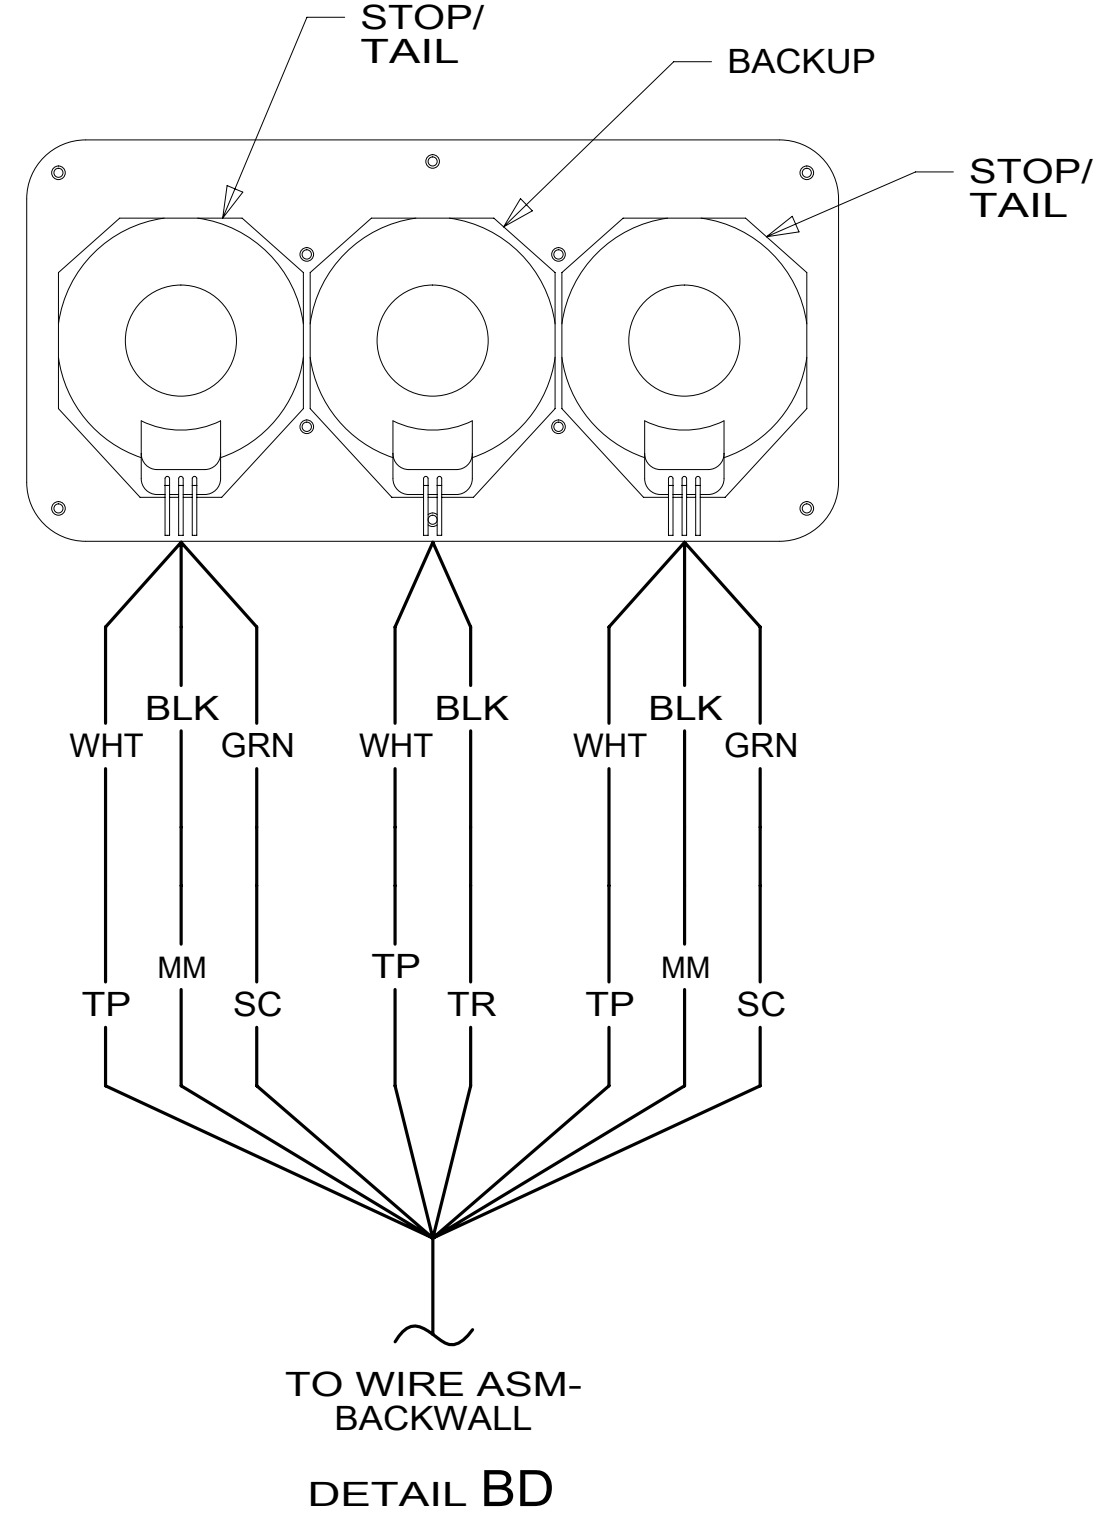 STOP/
TAIL
BACKUP
STOP/
TAIL
BLK
BLK
BLK
WHT
GRN
WHT
WHT
GRN
MM
TP
MM
TP
SC
TR
TP
SC
TO WIRE ASM-
BACKWALL
DETAIL BD